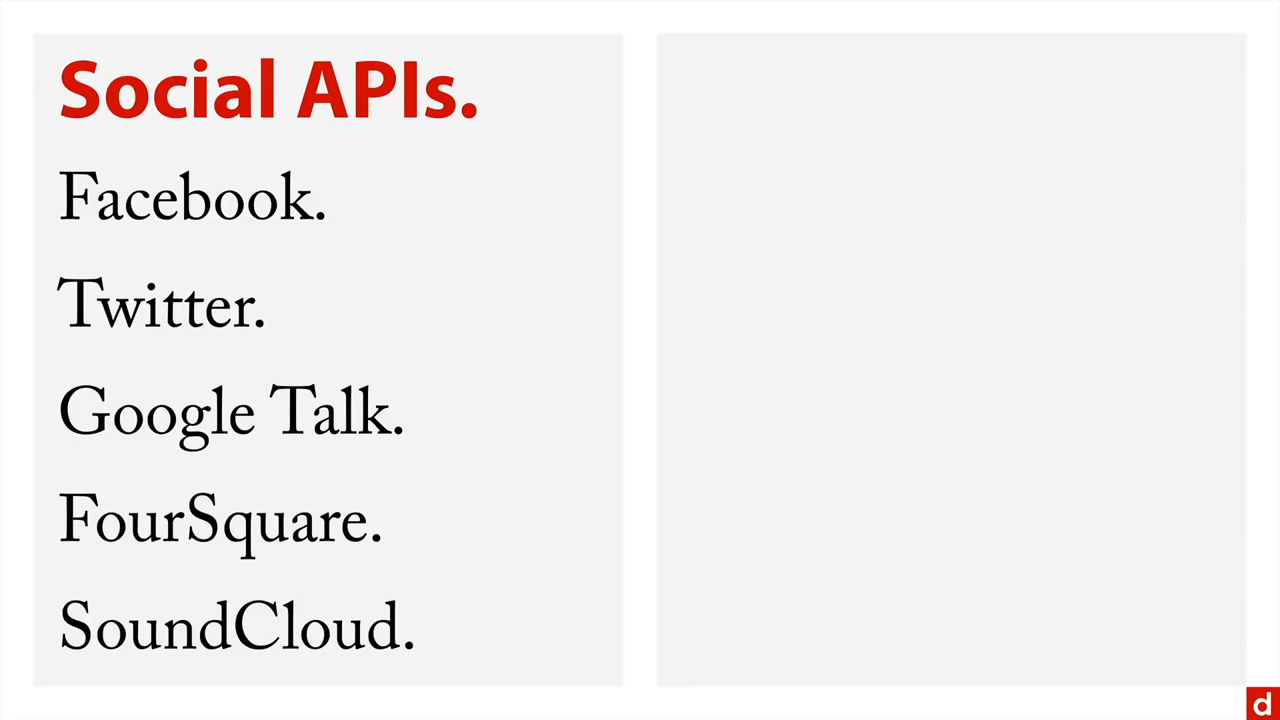 Social APIs.
Facebook.
Twitter.
Google Talk.
FourSquare.
SoundCloud.
d